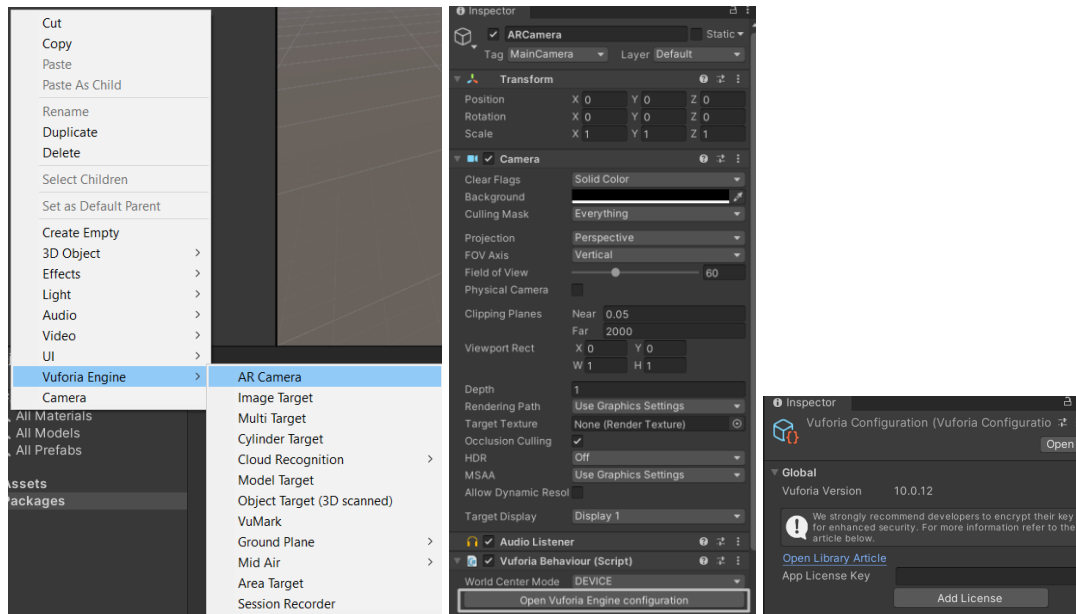 Cut
Copy
Paste
Paste As Child
Rename
Duplicate
Delete
Select Children
Set as Default Parent
Create Empty
3D Object
Effects
Light
Audio
Video
UI
Vuforia Engine
Camera
All Materials
All Models
All Prefabs
Assets
Packages
AR Camera
Image Target
Multi Target
Cylinder Target
Cloud Recognition
Model Target
Object Target (3D scanned)
VuMark
Ground Plane
Mid Air
Area Target
Session Recorder
Inspector
ARCamera Static
Tag MainCamera Layer Default
Transform
Position X 0 Y 0 Z 0
Rotation X 0 Y 0 Z 0
Scale X 1 Y 1 Z 1
Camera
Clear Flags Solid Color
Background
Culling Mask Everything
Projection Perspective
FOV Axis Vertical
Field of View 60
Physical Camera
Clipping Planes Near 0.05
Far 2000
Viewport Rect X 0 Y 0
W 1 H 1
Depth 1
Rendering Path Use Graphics Settings
Target Texture None (Render Texture)
Occlusion Culling
HDR Off
MSAA Use Graphics Settings
Allow Dynamic Resol
Target Display Display 1
Audio Listener
Vuforia Behaviour (Script)
World Center Mode DEVICE
Open Vuforia Engine configuration
Inspector
Vuforia Configuration (Vuforia Configuratio
Open
Global
Vuforia Version 10.0.12
We strongly recommend developers to encrypt their key
for enhanced security. For more information refer to the
article below.
Open Library Article
App License Key
Add License